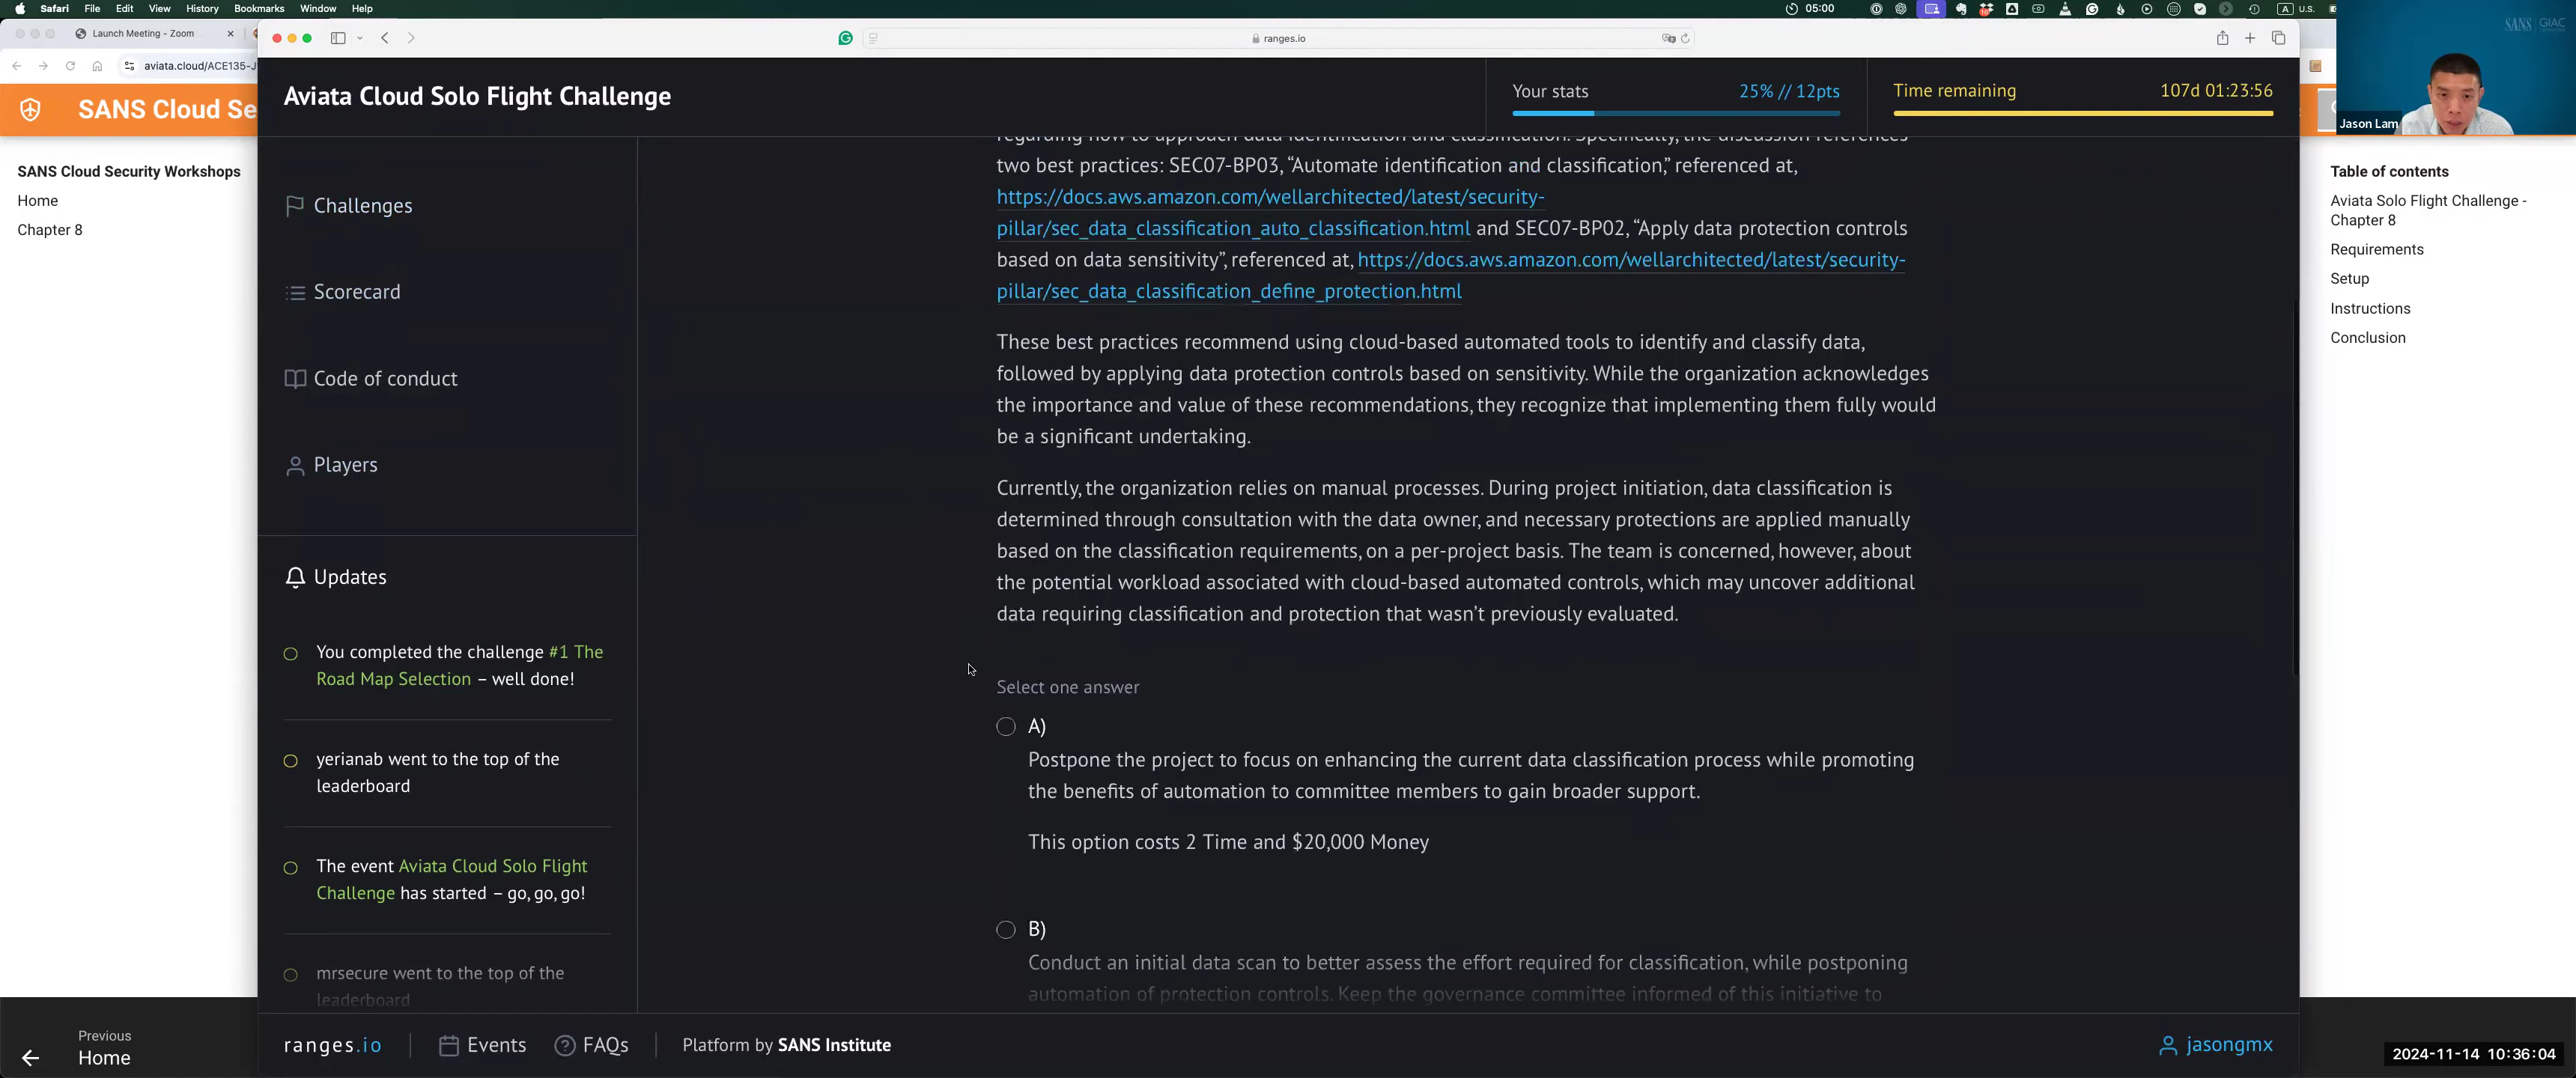 Safari File Edit View History Bookmarks Window Help
05:00
U.S.
Launch Meeting - Zoom
ranges.io
aviata.cloud/ACE135-J
SANS GIAC
Jason Lam
SANS Cloud Se
Aviata Cloud Solo Flight Challenge
Your stats 25% // 12pts
Time remaining 107d 01:23:56
SANS Cloud Security Workshops
Home
Chapter 8
Challenges
Scorecard
Code of conduct
Players
Updates
You completed the challenge #1 The
Road Map Selection – well done!
yerianab went to the top of the
leaderboard
The event Aviata Cloud Solo Flight
Challenge has started – go, go, go!
mrsecure went to the top of the
leaderboard
regarding how to approach data identification and classification. Specifically, the discussion references
two best practices: SEC07-BP03, “Automate identification and classification,” referenced at,
https://docs.aws.amazon.com/wellarchitected/latest/security-
pillar/sec_data_classification_auto_classification.html and SEC07-BP02, “Apply data protection controls
based on data sensitivity”, referenced at, https://docs.aws.amazon.com/wellarchitected/latest/security-
pillar/sec_data_classification_define_protection.html
These best practices recommend using cloud-based automated tools to identify and classify data,
followed by applying data protection controls based on sensitivity. While the organization acknowledges
the importance and value of these recommendations, they recognize that implementing them fully would
be a significant undertaking.
Currently, the organization relies on manual processes. During project initiation, data classification is
determined through consultation with the data owner, and necessary protections are applied manually
based on the classification requirements, on a per-project basis. The team is concerned, however, about
the potential workload associated with cloud-based automated controls, which may uncover additional
data requiring classification and protection that wasn’t previously evaluated.
Select one answer
A)
Postpone the project to focus on enhancing the current data classification process while promoting
the benefits of automation to committee members to gain broader support.
This option costs 2 Time and $20,000 Money
B)
Conduct an initial data scan to better assess the effort required for classification, while postponing
automation of protection controls. Keep the governance committee informed of this initiative to
Table of contents
Aviata Solo Flight Challenge -
Chapter 8
Requirements
Setup
Instructions
Conclusion
Previous
Home
ranges.io Events FAQs Platform by SANS Institute
jasongmx
2024-11-14 10:36:04